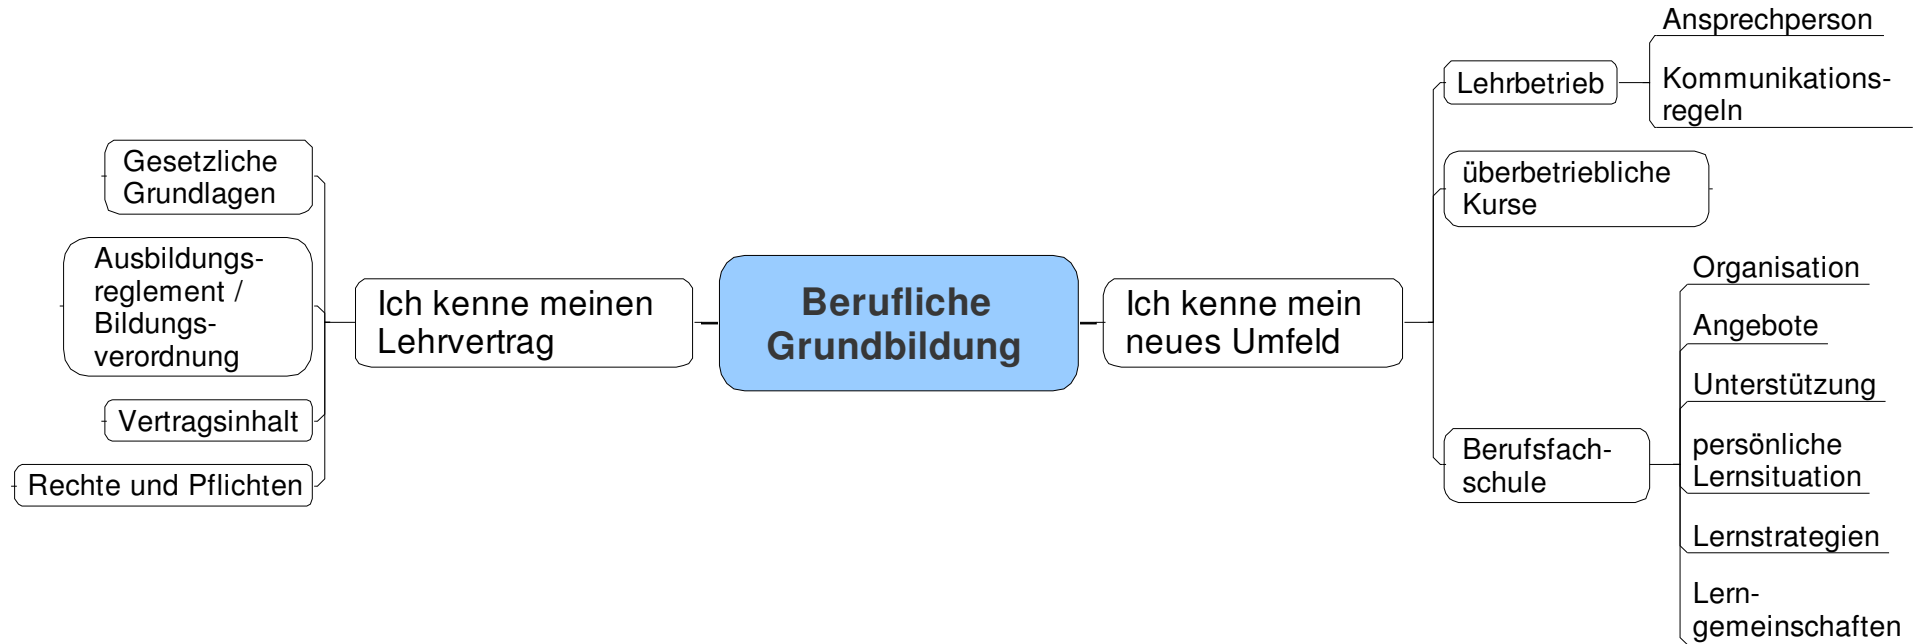 Berufliche
Grundbildung
Ich kenne meinen
Lehrvertrag
Gesetzliche
Grundlagen
Ausbildungs-
reglement /
Bildungs-
verordnung
Vertragsinhalt
Rechte und Pflichten
Ich kenne mein
neues Umfeld
Lehrbetrieb
Ansprechperson
Kommunikations-
regeln
überbetriebliche
Kurse
Berufsfach-
schule
Organisation
Angebote
Unterstützung
persönliche
Lernsituation
Lernstrategien
Lern-
gemeinschaften